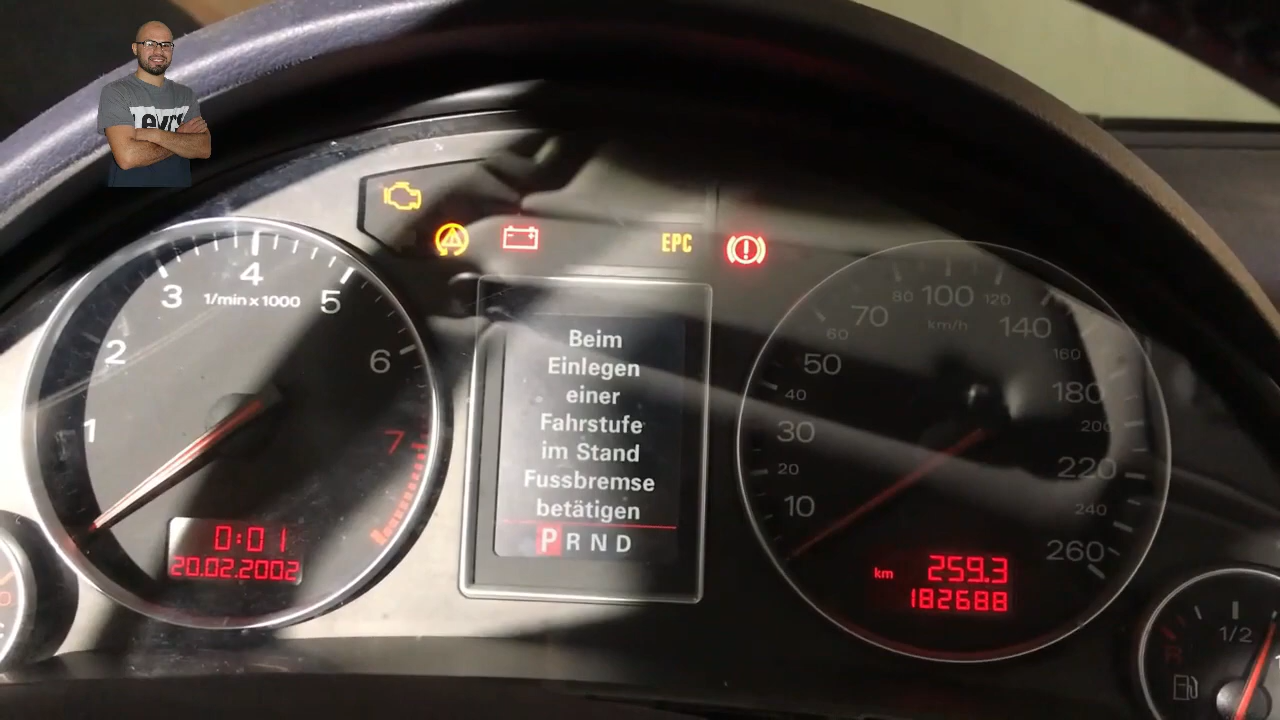 LEVI'S
EPC
1 2 3 4 5 6 7
1/min x 1000
0:01
20.02.2002
Beim
Einlegen
einer
Fahrstufe
im Stand
Fussbremse
betätigen
P R N D
10 20 30 40 50 60 70 80 100 120 140 160 180 200 220 240 260
km/h
km 259.3
182688
1/2